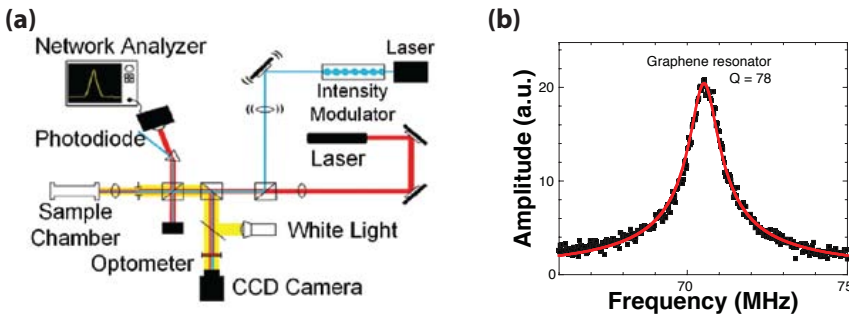 (a)
Network Analyzer
Laser
Intensity
Modulator
Photodiode
Laser
Sample
Chamber
White Light
Optometer
CCD Camera
(b)
Graphene resonator
Q = 78
Amplitude (a.u.)
20
10
0
70
75
Frequency (MHz)